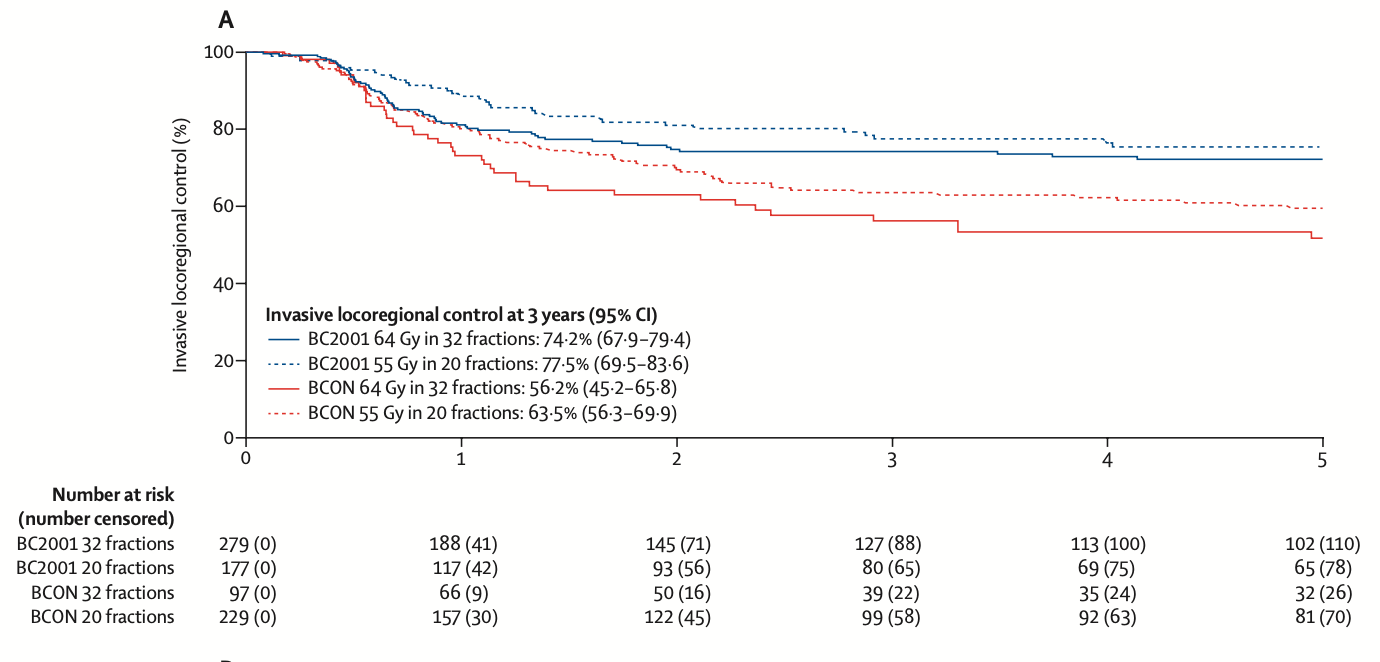 A
100
80
60
40
20
0
Invasive locoregional control (%)
Invasive locoregional control at 3 years (95% CI)
BC2001 64 Gy in 32 fractions: 74·2% (67·9–79·4)
BC2001 55 Gy in 20 fractions: 77·5% (69·5–83·6)
BCON 64 Gy in 32 fractions: 56·2% (45·2–65·8)
BCON 55 Gy in 20 fractions: 63·5% (56·3–69·9)
0 1 2 3 4 5
Number at risk
(number censored)
BC2001 32 fractions 279 (0) 188 (41) 145 (71) 127 (88) 113 (100) 102 (110)
BC2001 20 fractions 177 (0) 117 (42) 93 (56) 80 (65) 69 (75) 65 (78)
BCON 32 fractions 97 (0) 66 (9) 50 (16) 39 (22) 35 (24) 32 (26)
BCON 20 fractions 229 (0) 157 (30) 122 (45) 99 (58) 92 (63) 81 (70)